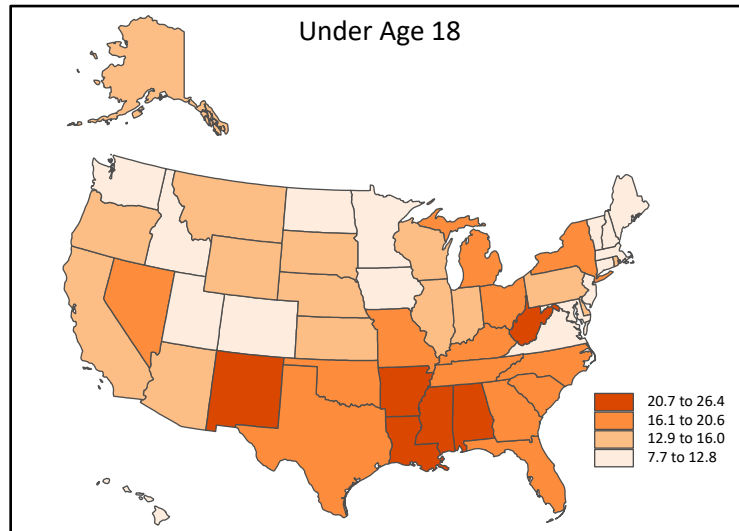 Under Age 18
20.7 to 26.4
16.1 to 20.6
12.9 to 16.0
7.7 to 12.8